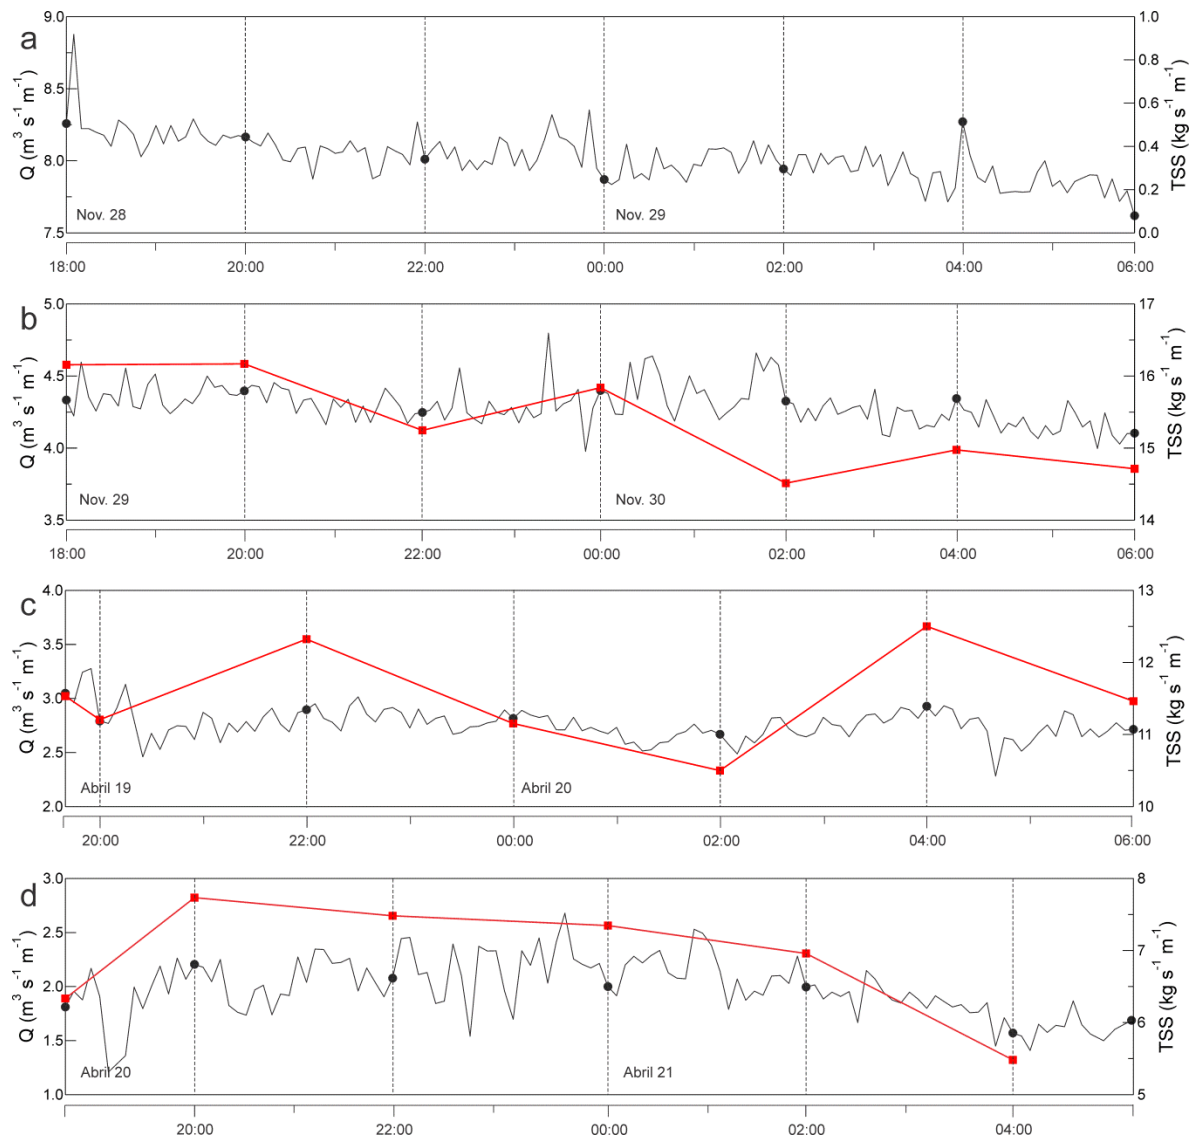 a
9.0
8.5
8.0
7.5
Q (m³ s⁻¹ m⁻¹)
1.0
0.8
0.6
0.4
0.2
0.0
TSS (kg s⁻¹ m⁻¹)
Nov. 28
Nov. 29
18:00 20:00 22:00 00:00 02:00 04:00 06:00
b
5.0
4.5
4.0
3.5
Q (m³ s⁻¹ m⁻¹)
17
16
15
14
TSS (kg s⁻¹ m⁻¹)
Nov. 29
Nov. 30
18:00 20:00 22:00 00:00 02:00 04:00 06:00
c
4.0
3.5
3.0
2.5
2.0
Q (m³ s⁻¹ m⁻¹)
13
12
11
10
TSS (kg s⁻¹ m⁻¹)
Abril 19
Abril 20
20:00 22:00 00:00 02:00 04:00 06:00
d
3.0
2.5
2.0
1.5
1.0
Q (m³ s⁻¹ m⁻¹)
8
7
6
5
TSS (kg s⁻¹ m⁻¹)
Abril 20
Abril 21
20:00 22:00 00:00 02:00 04:00